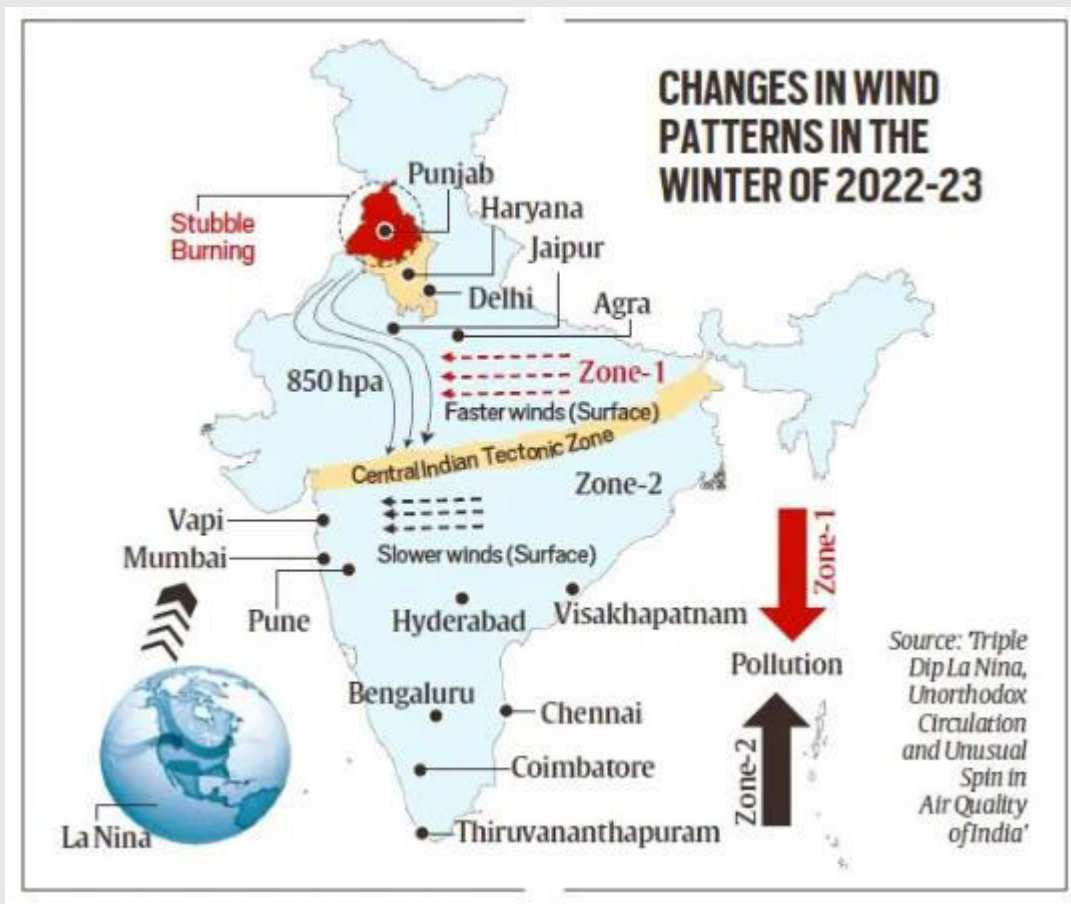 CHANGES IN WIND
PATTERNS IN THE
WINTER OF 2022-23
Punjab
Haryana
Stubble
Burning
Jaipur
Delhi
Agra
850 hpa
Zone-1
Faster winds (Surface)
Central Indian Tectonic Zone
Zone-2
Vapi
Slower winds (Surface)
Mumbai
Pune
Hyderabad
Visakhapatnam
Zone-1
Pollution
Zone-2
Source: 'Triple
Dip La Nina,
Unorthodox
Circulation
and Unusual
Spin in
Air Quality
of India'
Bengaluru
Chennai
Coimbatore
La Nina
Thiruvananthapuram